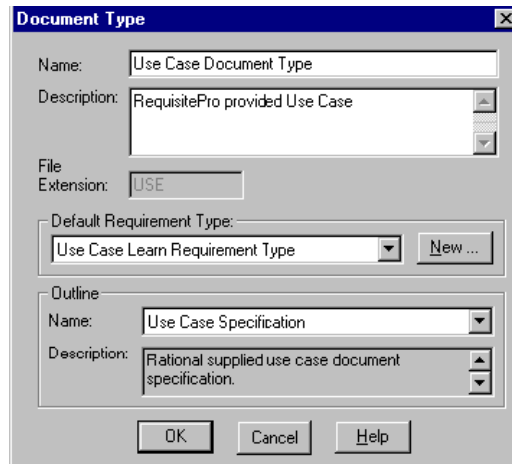 Document Type
Name: Use Case Document Type
Description: RequisitePro provided Use Case
File
Extension: USE
Default Requirement Type:
Use Case Learn Requirement Type New ...
Outline
Name: Use Case Specification
Description: Rational supplied use case document
specification.
OK Cancel Help